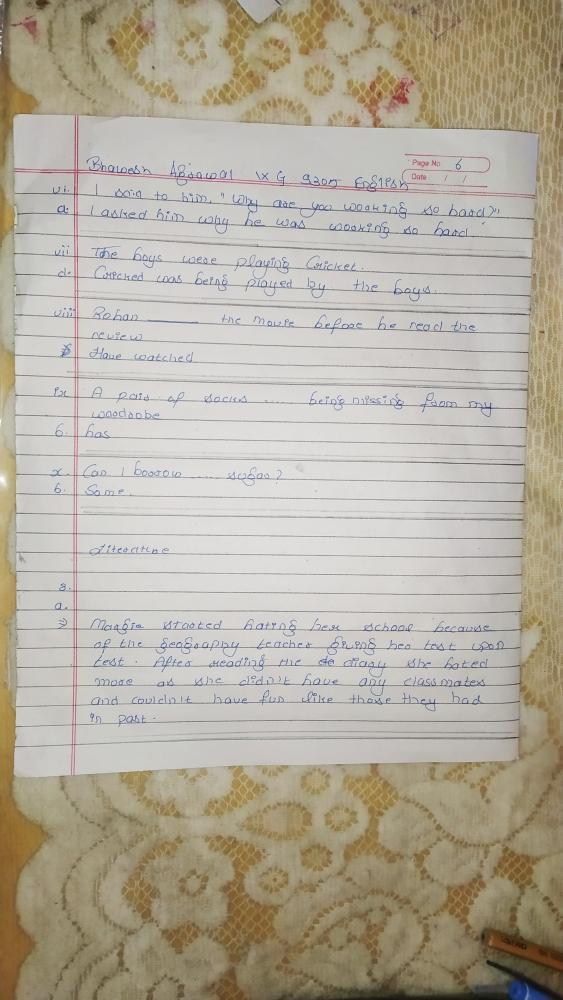 Page No. 6
Date / /
Bhawesh Agrawal IX G 9305 English
vi. I said to him, "Why are you working so hard?"
a. I asked him why he was working so hard.
vii The boys were playing Cricket.
d. Cricked was being played by the boys.
viii Rohan ______ the movie before he read the
review
Have watched
ix A pair of socks ..... being missing from my
wardrobe
b. has
x. Can I borrow ..... sugar?
b. Some.
Literature
8.
a.
⇒ Margie started hating her school because
of the geography teacher giving her test upon
test. After reading the de diary she hated
more as she didn't have any classmates
and couldn't have fun like those they had
in past.